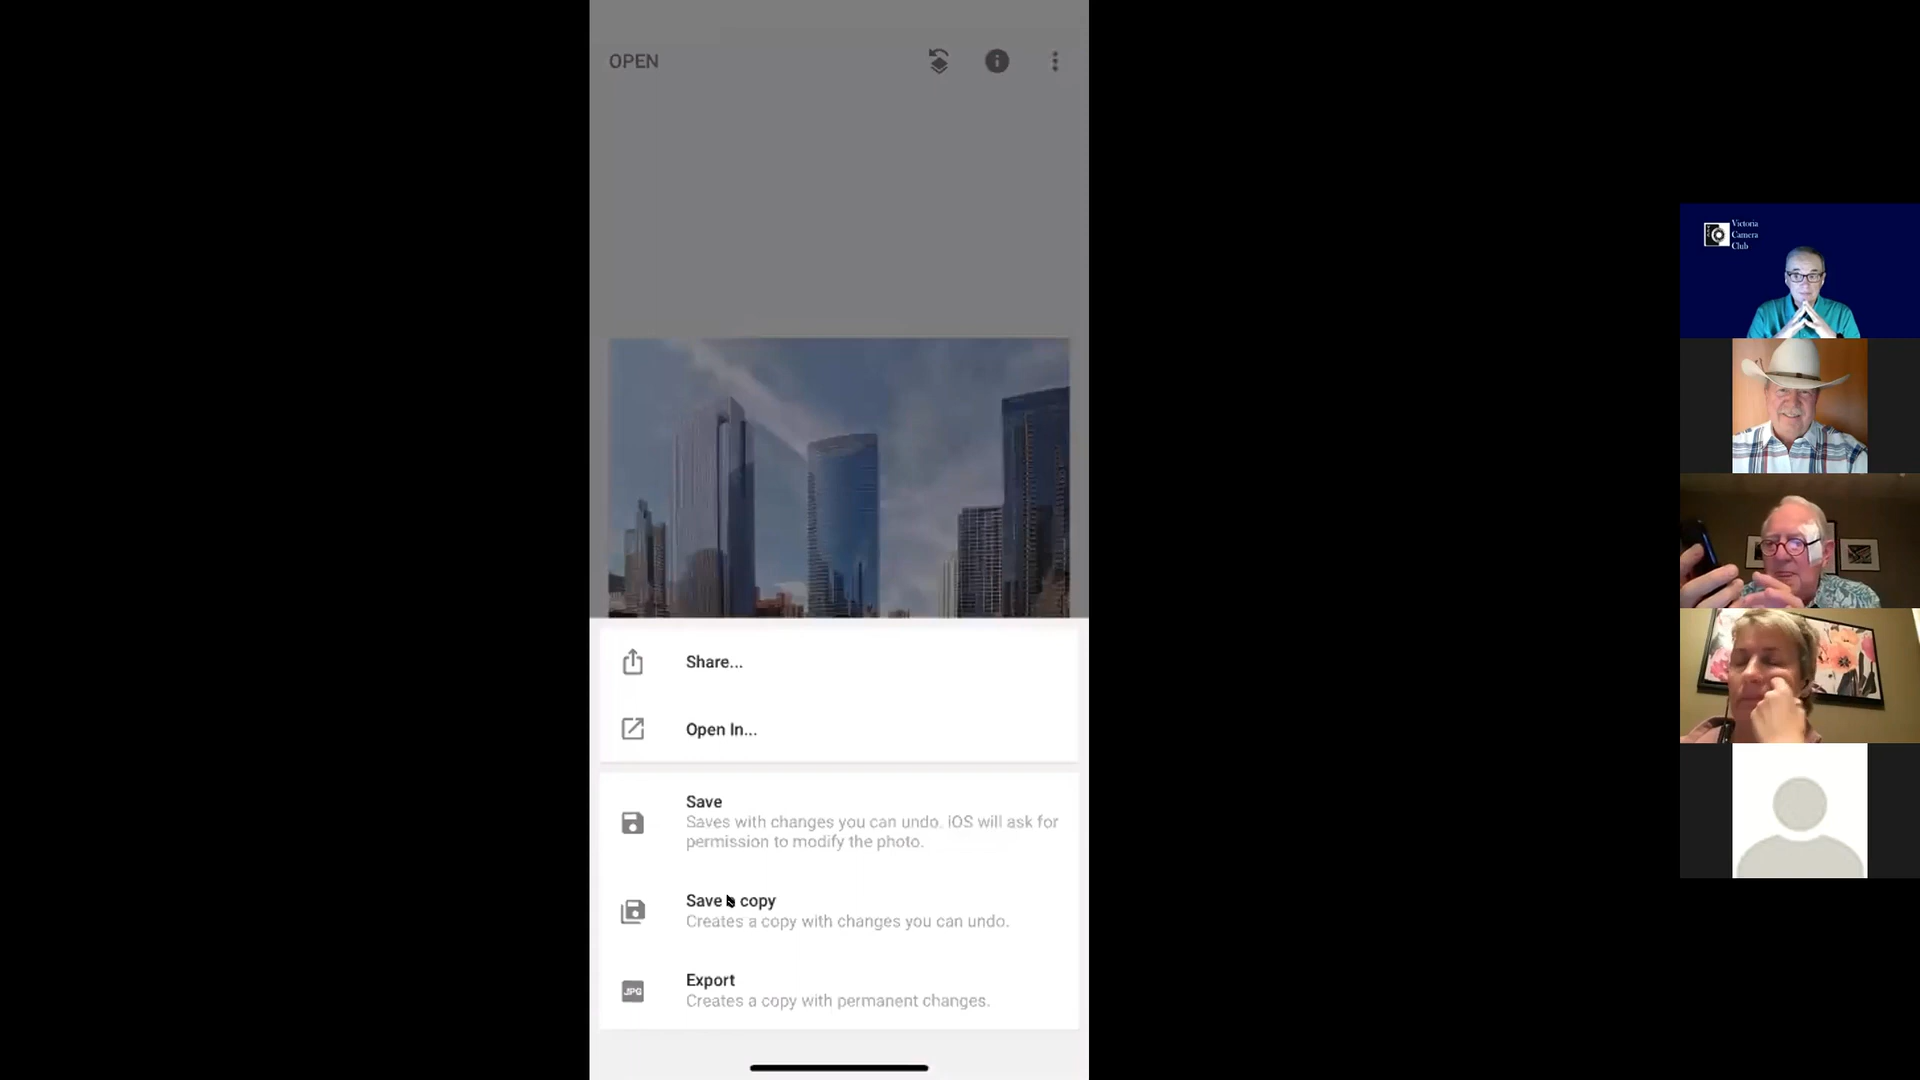 OPEN
Victoria
Camera
Club
Share...
Open In...
Save
Saves with changes you can undo. iOS will ask for
permission to modify the photo.
Save copy
Creates a copy with changes you can undo.
JPG
Export
Creates a copy with permanent changes.